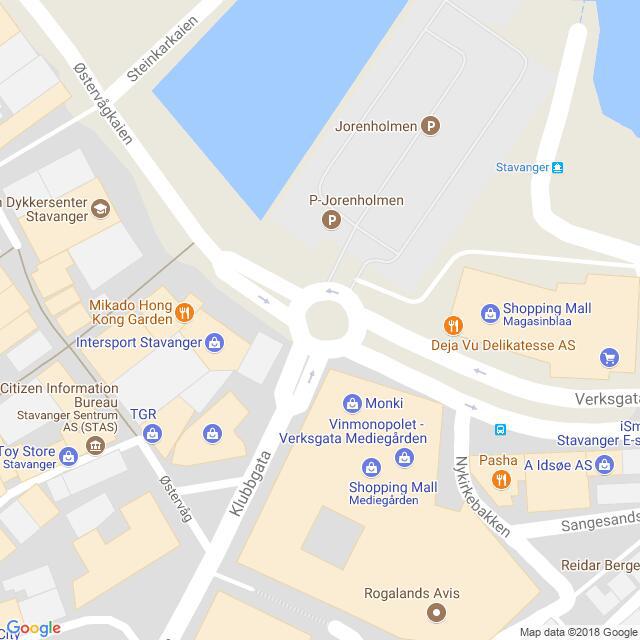 Steinkarkaien
Østervågkaien
Jorenholmen
P
Stavanger
P-Jorenholmen
P
Dykkersenter
Stavanger
Mikado Hong
Kong Garden
Intersport Stavanger
Shopping Mall
Magasinblaa
Deja Vu Delikatesse AS
Citizen Information
Bureau
Stavanger Sentrum
AS (STAS)
TGR
Toy Store
Stavanger
Monki
Vinmonopolet -
Verksgata Mediegården
Shopping Mall
Mediegården
Verksgata
Stavanger
Pasha
A Idsøe AS
Nykirkebakken
Klubbgata
Østervåg
Reidar Berge
Rogalands Avis
Google
Map data ©2018 Google